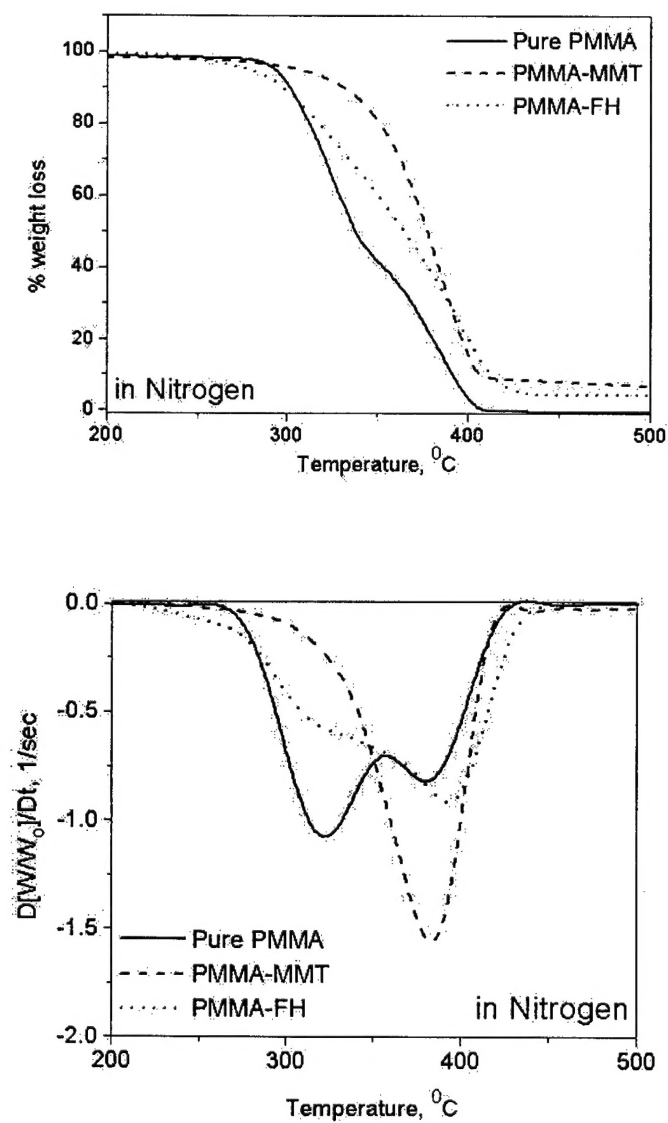 100
80
60
40
20
0
% weight loss
Pure PMMA
PMMA-MMT
PMMA-FH
in Nitrogen
200
300
400
500
Temperature, ⁰C
0.0
-0.5
-1.0
-1.5
-2.0
D[W/W₀]/Dt, 1/sec
Pure PMMA
PMMA-MMT
PMMA-FH
in Nitrogen
200
300
400
500
Temperature, ⁰C